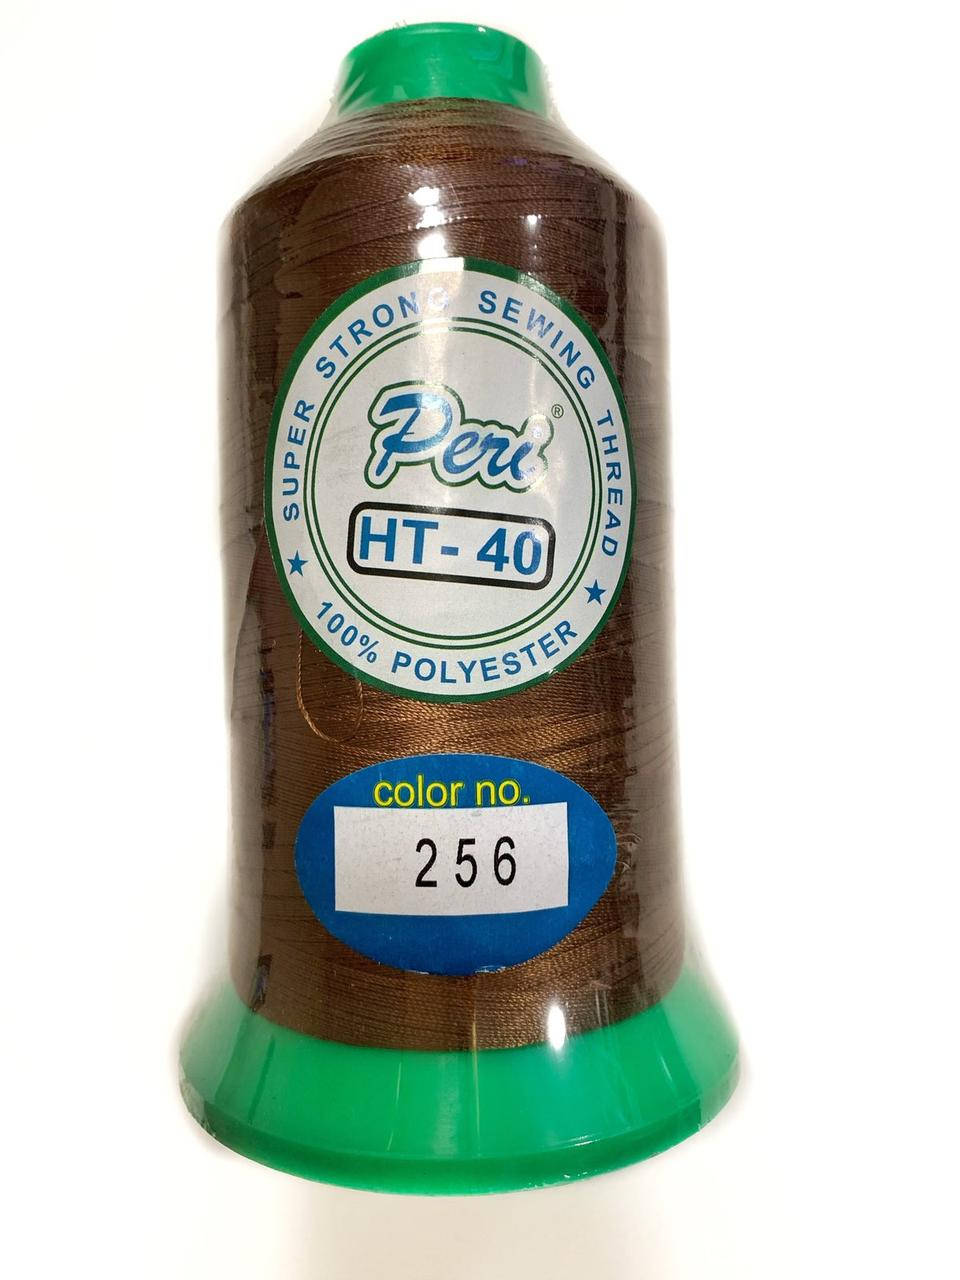 SUPER STRONG SEWING THREAD
Peri®
HT- 40
★ 100% POLYESTER ★
color no.
256